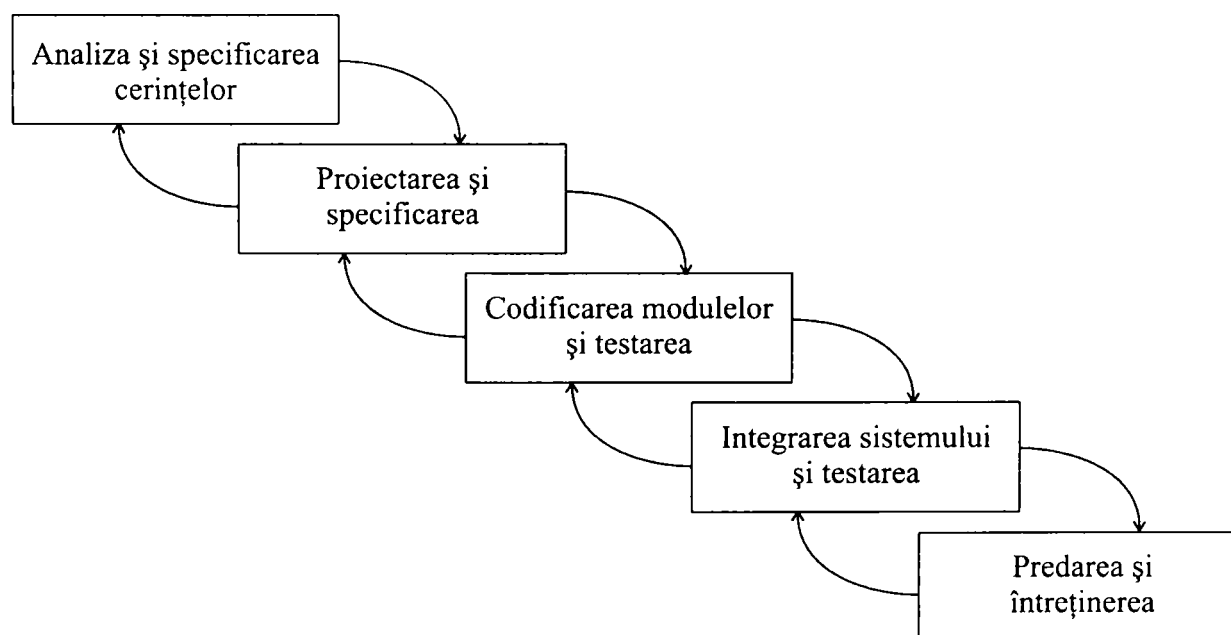 Analiza şi specificarea
cerinţelor
Proiectarea şi
specificarea
Codificarea modulelor
şi testarea
Integrarea sistemului
şi testarea
Predarea şi
întreţinerea